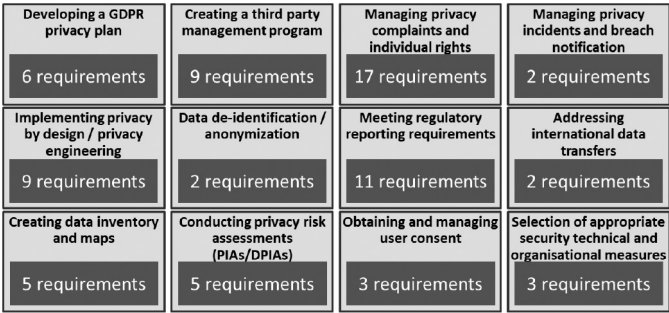 Developing a GDPR
privacy plan
6 requirements
Creating a third party
management program
9 requirements
Managing privacy
complaints and
individual rights
17 requirements
Managing privacy
incidents and breach
notification
2 requirements
Implementing privacy
by design / privacy
engineering
9 requirements
Data de-identification /
anonymization
2 requirements
Meeting regulatory
reporting requirements
11 requirements
Addressing
international data
transfers
2 requirements
Creating data inventory
and maps
5 requirements
Conducting privacy risk
assessments
(PIAs/DPIAs)
5 requirements
Obtaining and managing
user consent
3 requirements
Selection of appropriate
security technical and
organisational measures
3 requirements